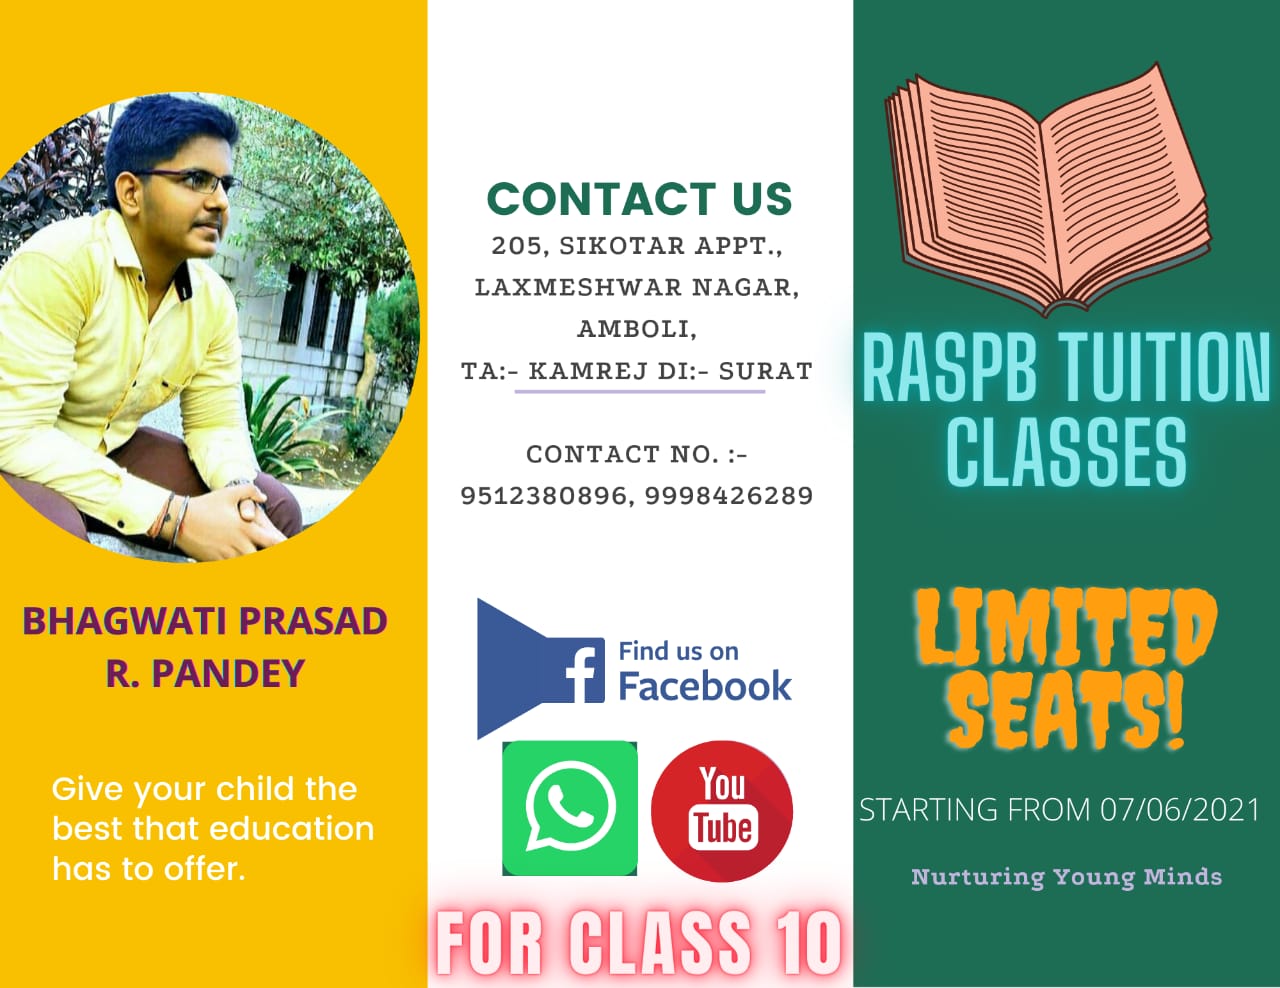 BHAGWATI PRASAD
R. PANDEY
Give your child the
best that education
has to offer.
CONTACT US
205, SIKOTAR APPT.,
LAXMESHWAR NAGAR,
AMBOLI,
TA:- KAMREJ DI:- SURAT
CONTACT NO. :-
9512380896, 9998426289
f
Find us on
Facebook
You
Tube
FOR CLASS 10
RASPB TUITION
CLASSES
LIMITED
SEATS!
STARTING FROM 07/06/2021
Nurturing Young Minds